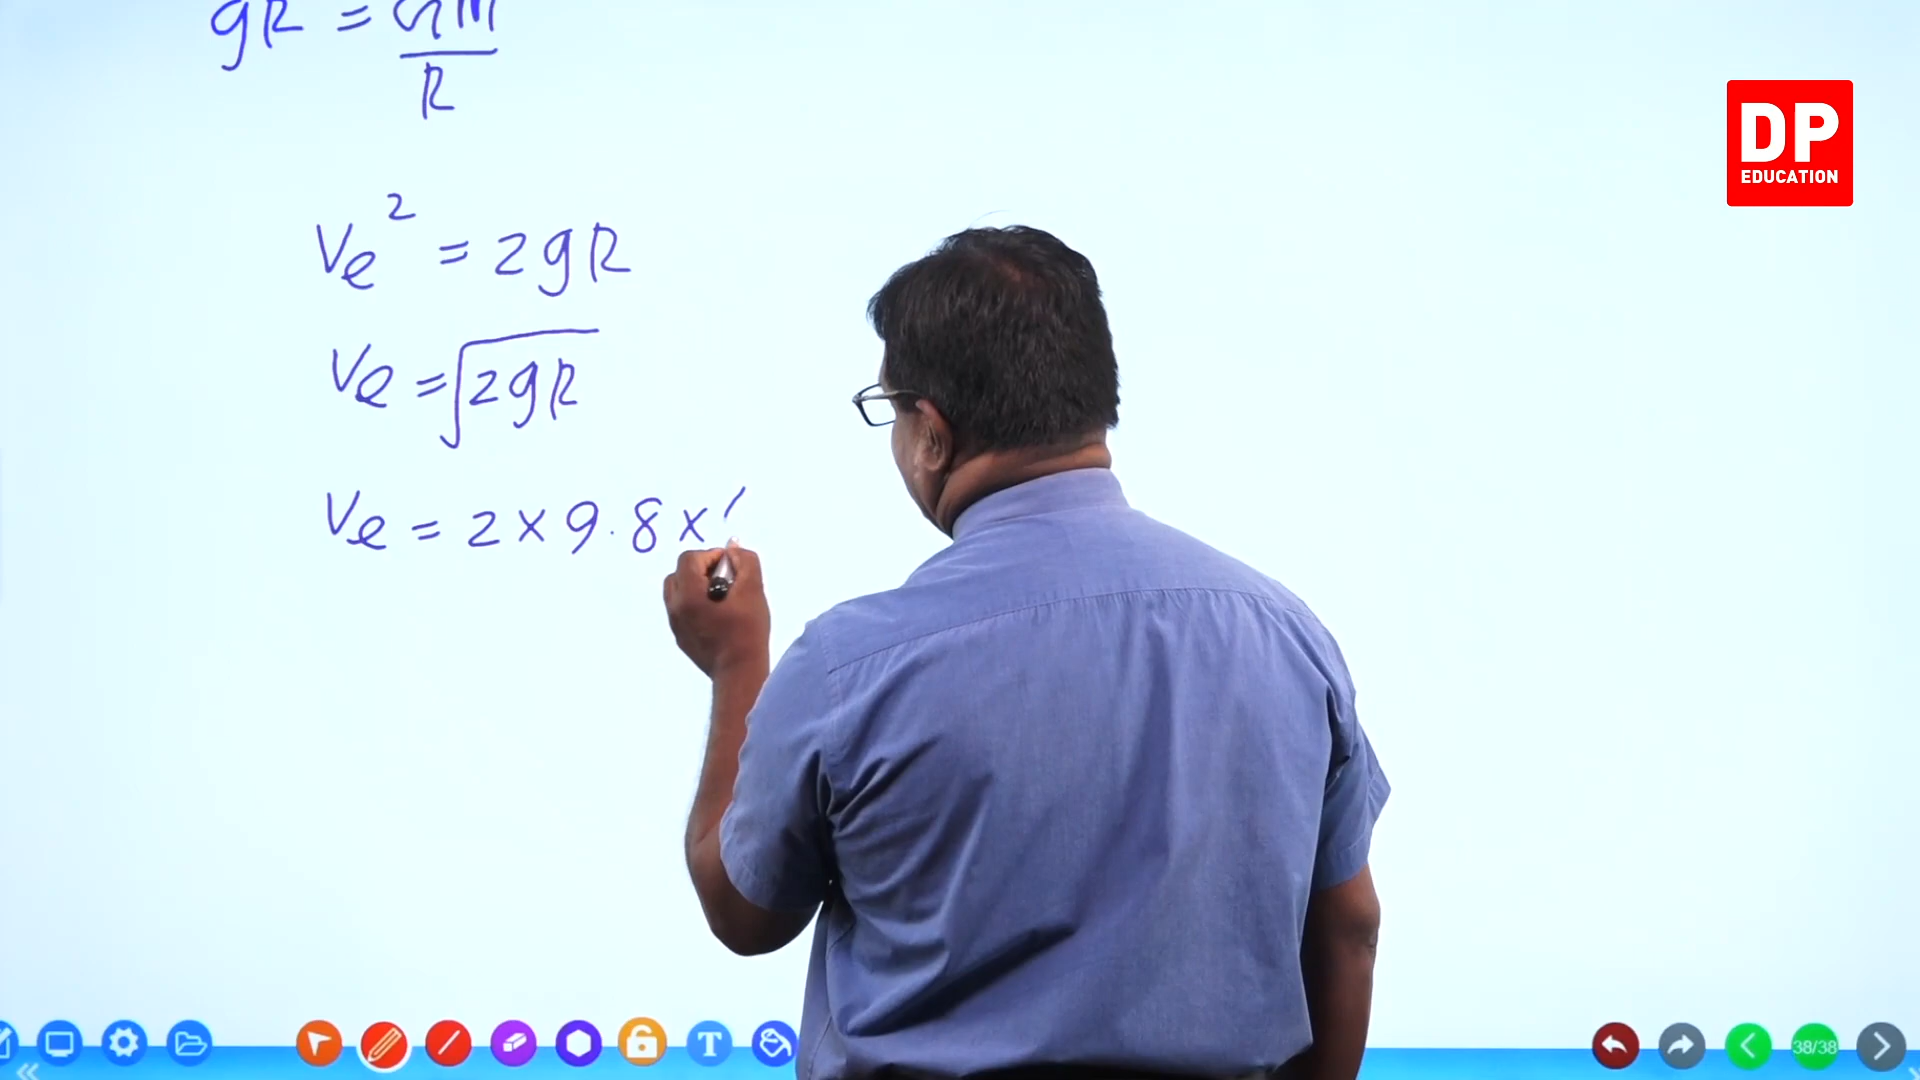 gR = GM
R
Ve² = 2gR
Ve = √2gR
Ve = 2 × 9.8 ×
DP
EDUCATION
T
38/38